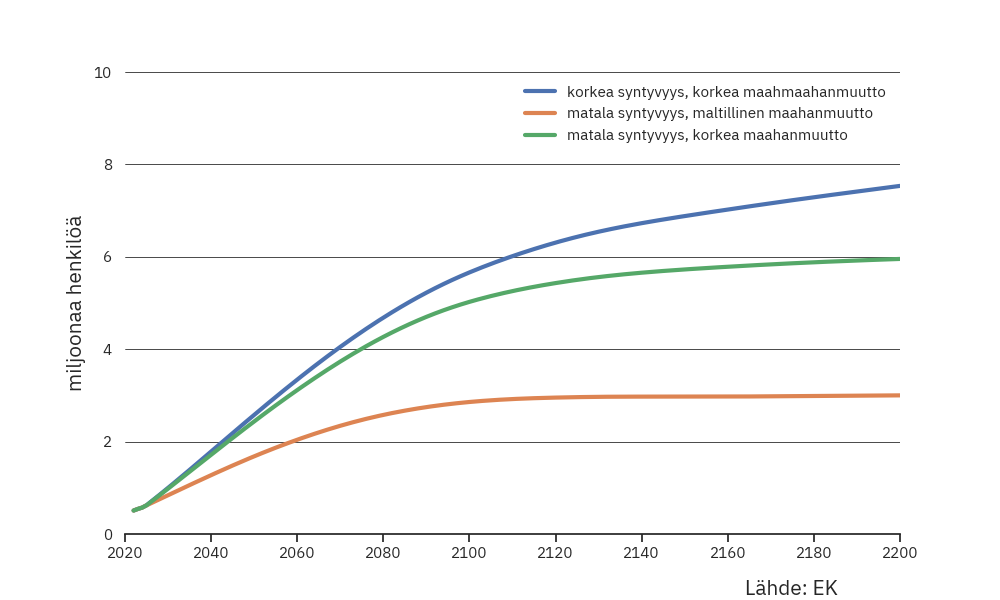 10
korkea syntyvyys, korkea maahmaahanmuutto
matala syntyvyys, maltillinen maahanmuutto
matala syntyvyys, korkea maahanmuutto
8
6
4
2
0
miljoonaa henkilöä
2020 2040 2060 2080 2100 2120 2140 2160 2180 2200
Lähde: EK